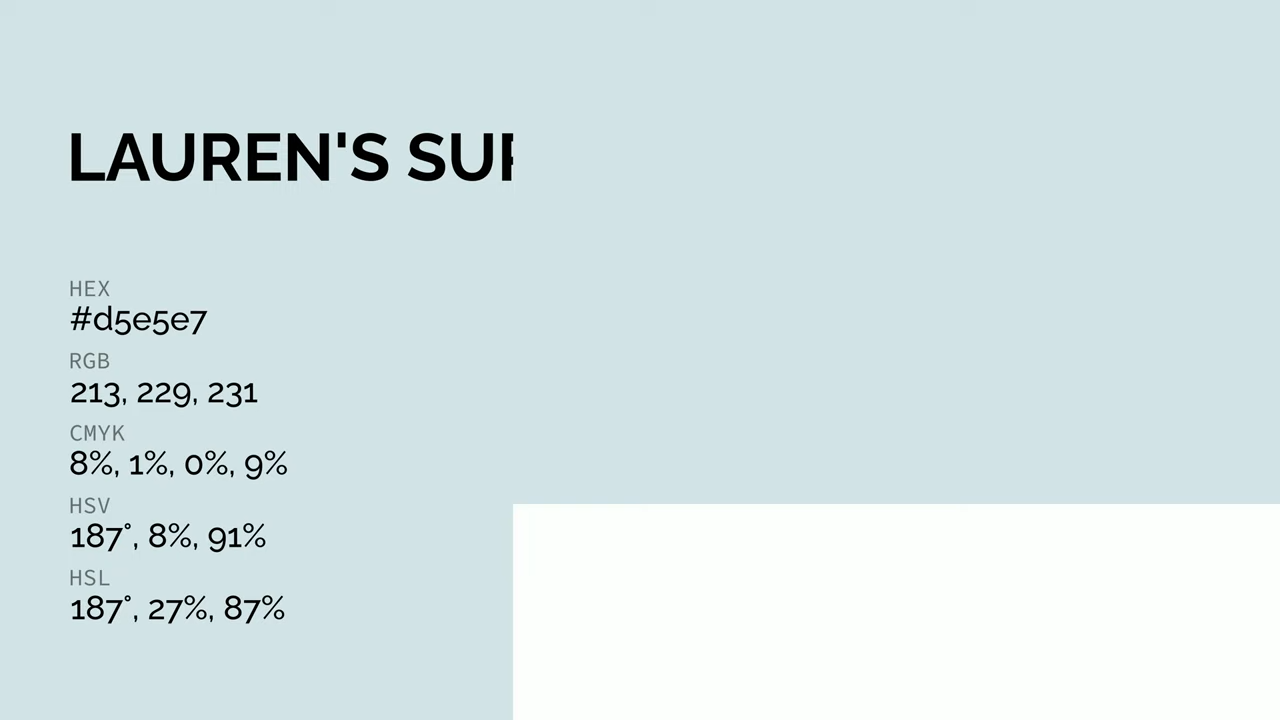 LAUREN'S
HEX
#d5e5e7
RGB
213, 229, 231
CMYK
8%, 1%, 0%, 9%
HSV
187°, 8%, 91%
HSL
187°, 27%, 87%